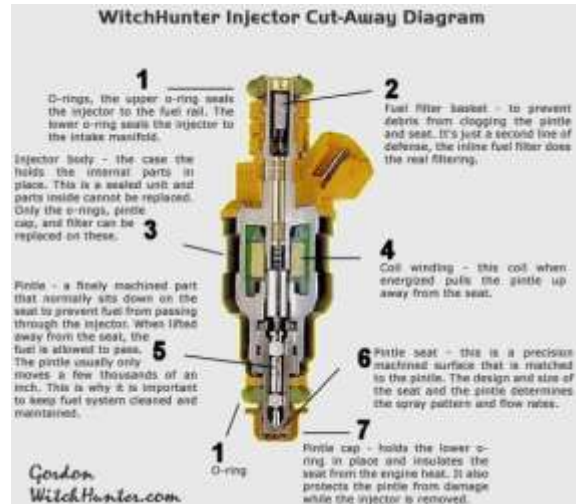 WitchHunter Injector Cut-Away Diagram
1
O-rings, the upper o-ring seals
the injector to the fuel rail. The
lower o-ring seals the injector to
the intake manifold.
2
Fuel filter basket - to prevent
debris from clogging the pintle
and seat. It's just a second line of
defense, the inline fuel filter does
the real filtering.
Injector body - the case the
holds the internal parts in
place. This is a sealed unit and
parts inside cannot be replaced.
Only the o-rings, pintle
cap, and filter can be
replaced on these.
3
4
Coil winding - this coil when
energized pulls the pintle up
away from the seat.
Pintle - a finely machined part
that normally sits down on the
seat to prevent fuel from passing
through the injector. When lifted
away from the seat, the
fuel is allowed to pass.
The pintle usually only
moves a few thousands of an
inch. This is why it is important
to keep fuel system cleaned and
maintained.
5
6
Pintle seat - this is a precision
machined surface that is matched
to the pintle. The design and size of
the seat and the pintle determines
the spray pattern and flow rates.
1
O-ring
7
Pintle cap - holds the lower o-
ring in place and insulates the
seat from the engine heat. It also
protects the pintle from damage
while the injector is removed.
Gordon
WitchHunter.com